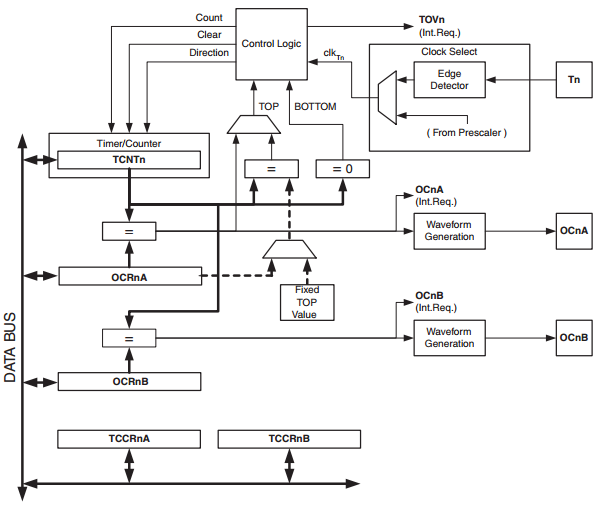 Count
Clear
Direction
Control Logic
TOVn
(Int.Req.)
clkTn
Clock Select
Edge
Detector
Tn
( From Prescaler )
TOP
BOTTOM
Timer/Counter
TCNTn
=
= 0
=
OCnA
(Int.Req.)
Waveform
Generation
OCnA
OCRnA
Fixed
TOP
Value
OCnB
(Int.Req.)
=
Waveform
Generation
OCnB
OCRnB
DATA BUS
TCCRnA
TCCRnB